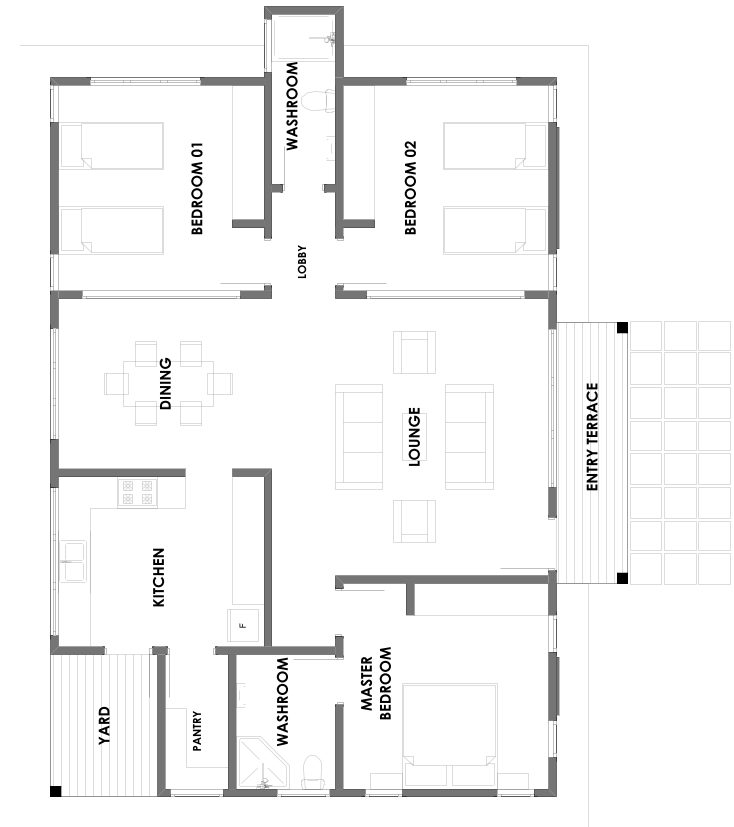 WASHROOM
BEDROOM 01
BEDROOM 02
LOBBY
DINING
LOUNGE
ENTRY TERRACE
KITCHEN
F
MASTER
BEDROOM
WASHROOM
YARD
PANTRY